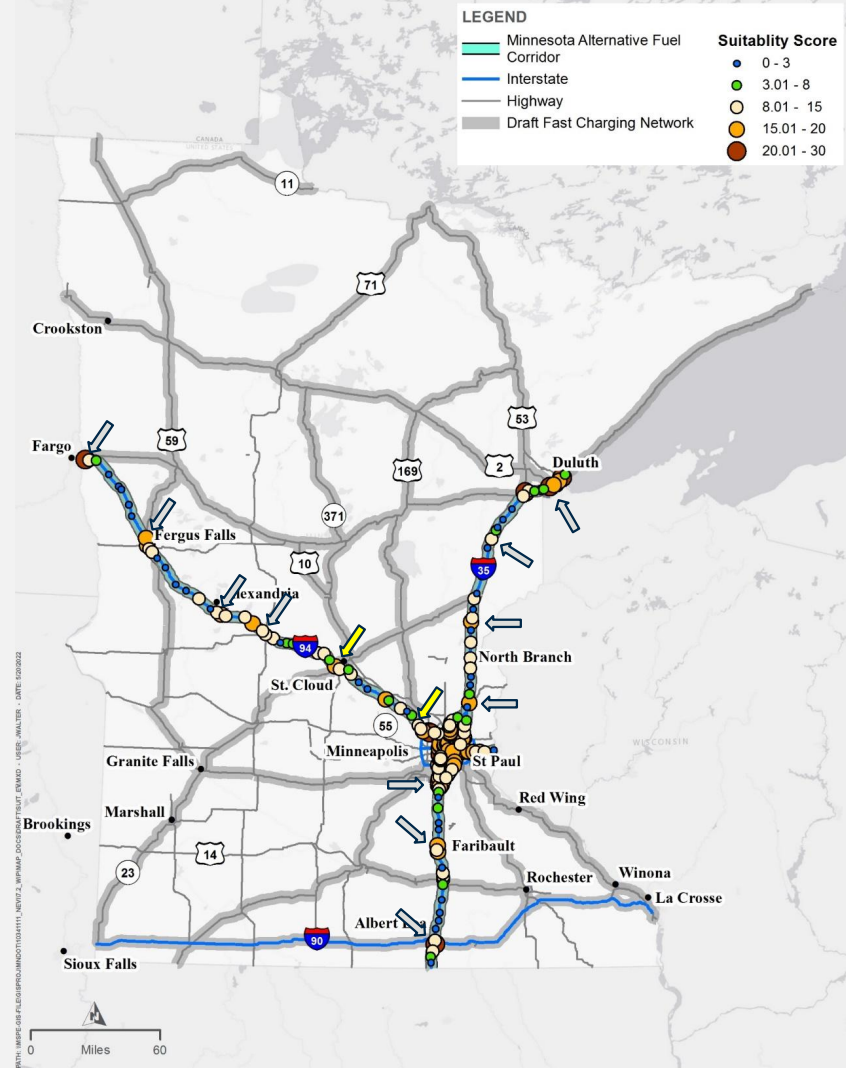 LEGEND
Minnesota Alternative Fuel
Corridor
Interstate
Highway
Draft Fast Charging Network
Suitablity Score
0 - 3
3.01 - 8
8.01 - 15
15.01 - 20
20.01 - 30
CANADA
UNITED STATES
11
71
Crookston
53
Fargo
59
169
2
Duluth
371
Fergus Falls
10
35
Alexandria
94
North Branch
St. Cloud
55
Minneapolis
WISCONSIN
Granite Falls
St Paul
Red Wing
Marshall
Brookings
14
Faribault
23
Rochester
Winona
La Crosse
Albert
90
Sioux Falls
N
0 Miles 60